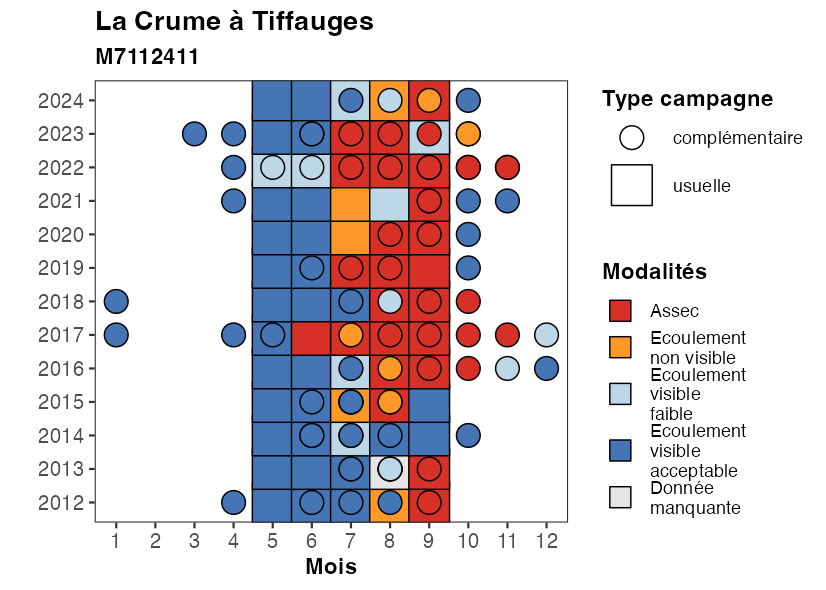 La Crume à Tiffauges
M7112411
2024
2023
2022
2021
2020
2019
2018
2017
2016
2015
2014
2013
2012
1 2 3 4 5 6 7 8 9 10 11 12
Mois
Type campagne
complémentaire
usuelle
Modalités
Assec
Ecoulement
non visible
Ecoulement
visible
faible
Ecoulement
visible
acceptable
Donnée
manquante